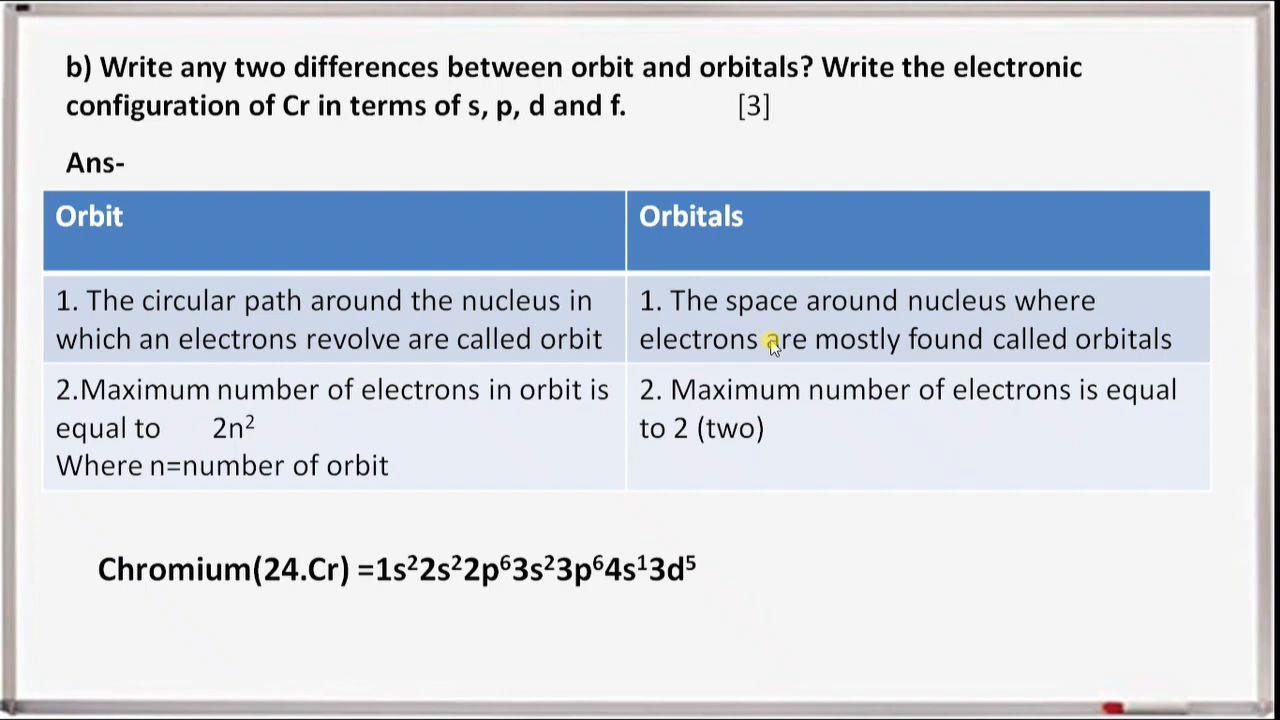 b) Write any two differences between orbit and orbitals? Write the electronic
configuration of Cr in terms of s, p, d and f. [3]
Ans-
Orbit
Orbitals
1. The circular path around the nucleus in
which an electrons revolve are called orbit
1. The space around nucleus where
electrons are mostly found called orbitals
2.Maximum number of electrons in orbit is
equal to 2n²
Where n=number of orbit
2. Maximum number of electrons is equal
to 2 (two)
Chromium(24.Cr) =1s²2s²2p⁶3s²3p⁶4s¹3d⁵